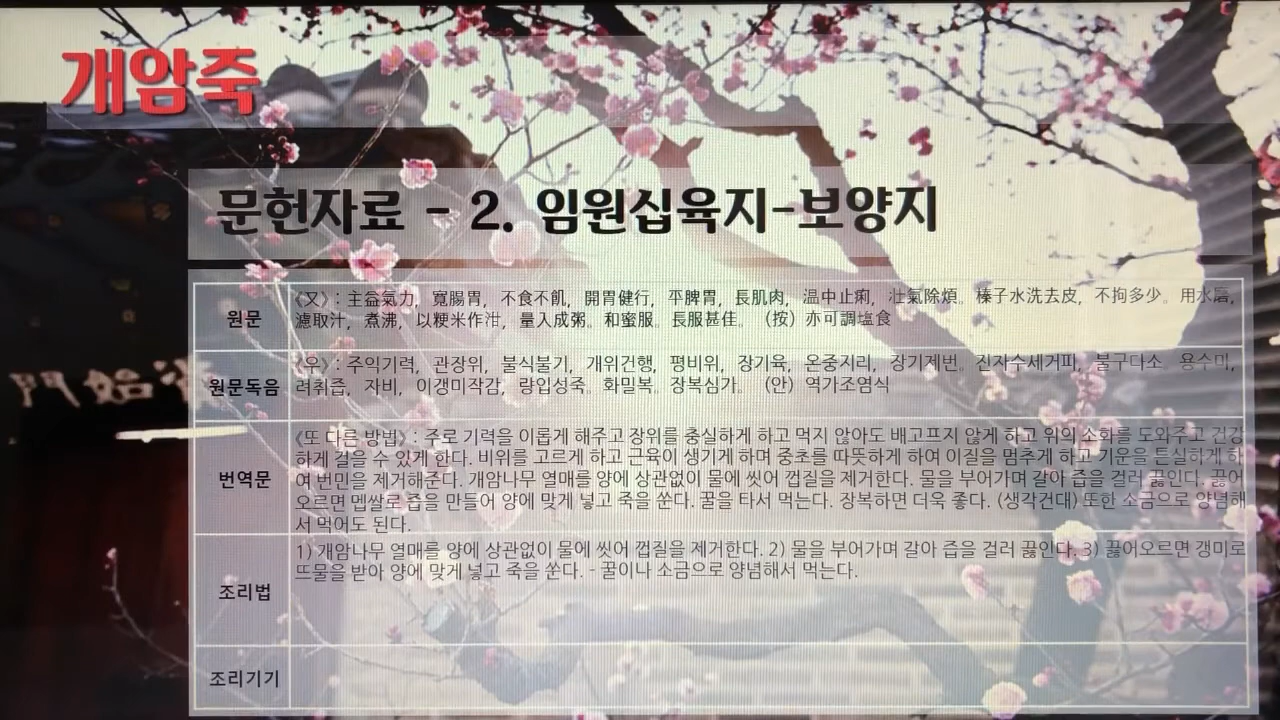 개암죽
문헌자료 - 2. 임원십육지-보양지
원문
《又》: 主益氣力, 寬腸胃, 不食不飢, 開胃健行, 平脾胃, 長肌肉, 温中止痢, 壮氣除煩。榛子水洗去皮, 不拘多少。用水磨,
濾取汁, 煮沸, 以粳米作泔, 量入成粥。和蜜服。長服甚佳。 (按) 亦可調塩食
원문독음
《우》: 주익기력, 관장위, 불식불기, 개위건행, 평비위, 장기육, 온중지리, 장기제번。진자수세거피, 불구다소。용수마,
려취즙, 자비, 이갱미작감, 량입성죽。화밀복。장복심가。 (안) 역가조염식
번역문
《또 다른 방법》: 주로 기력을 이롭게 해주고 장위를 충실하게 하고 먹지 않아도 배고프지 않게 하고 위의 소화를 도와주고 건강
하게 걸을 수 있게 한다. 비위를 고르게 하고 근육이 생기게 하며 중초를 따뜻하게 하여 이질을 멈추게 하고 기운을 튼실하게 하
여 번민을 제거해준다. 개암나무 열매를 양에 상관없이 물에 씻어 껍질을 제거한다. 물을 부어가며 갈아 즙을 걸러 끓인다. 끓어
오르면 멥쌀로 즙을 만들어 양에 맞게 넣고 죽을 쑨다. 꿀을 타서 먹는다. 장복하면 더욱 좋다. (생각건대) 또한 소금으로 양념해
서 먹어도 된다.
조리법
1) 개암나무 열매를 양에 상관없이 물에 씻어 껍질을 제거한다. 2) 물을 부어가며 갈아 즙을 걸러 끓인다. 3) 끓어오르면 갱미로
뜨물을 받아 양에 맞게 넣고 죽을 쑨다. - 꿀이나 소금으로 양념해서 먹는다.
조리기기